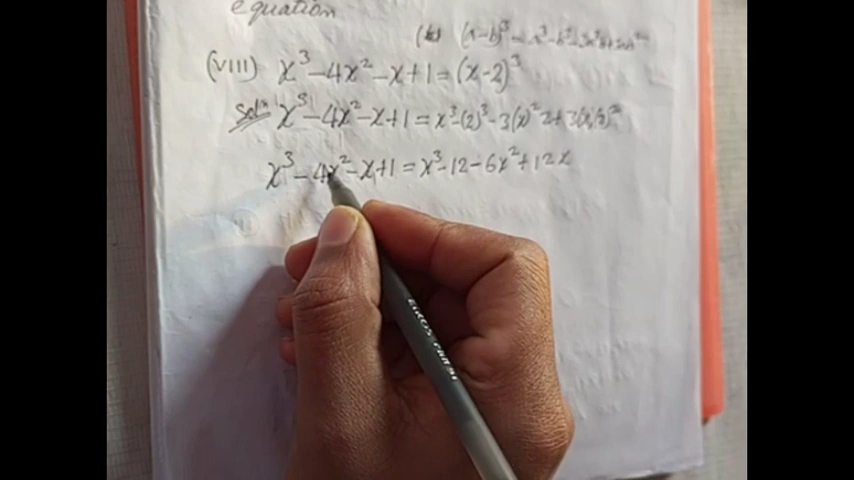 equation
(a-b)³ = a³-b³-3a²b+3ab²
(VIII) x³-4x²-x+1=(x-2)³
Solⁿ x³-4x²-x+1 = x³-(2)³-3(x)²2+3(x)(2)²
x³-4x²-x+1=x³-12-6x²+12x